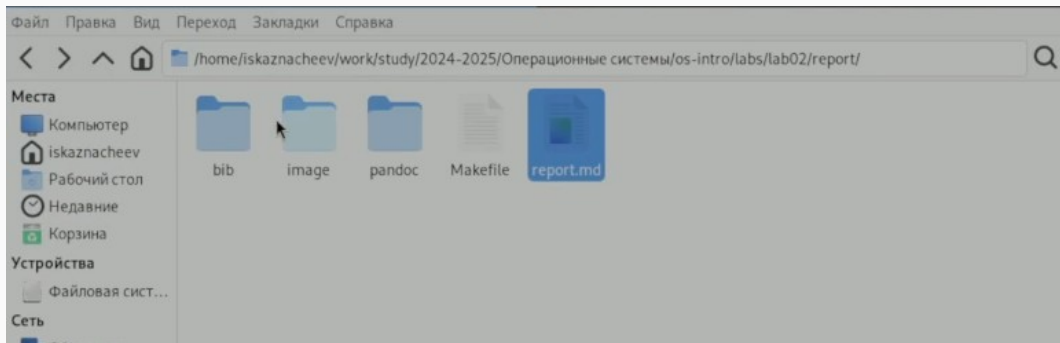 Файл Правка Вид Переход Закладки Справка
/home/iskaznacheev/work/study/2024-2025/Операционные системы/os-intro/labs/lab02/report/
Места
Компьютер
iskaznacheev
Рабочий стол
Недавние
Корзина
Устройства
Файловая сист...
Сеть
bib image pandoc Makefile report.md